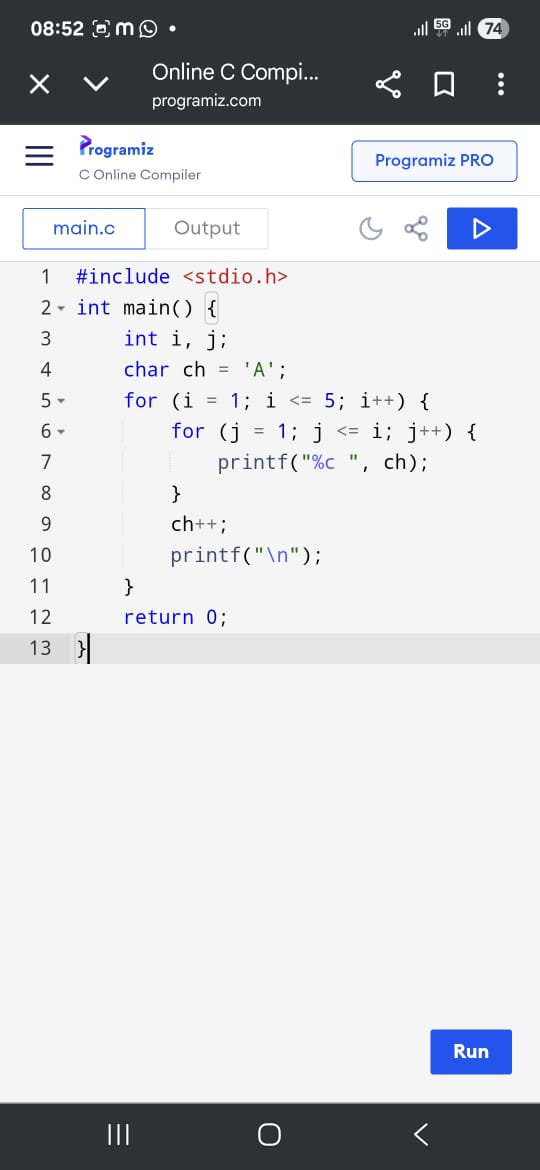 08:52
5G
74
Online C Compi...
programiz.com
Programiz
C Online Compiler
Programiz PRO
main.c
Output
1 #include <stdio.h>
2 int main() {
3     int i, j;
4     char ch = 'A';
5     for (i = 1; i <= 5; i++) {
6         for (j = 1; j <= i; j++) {
7             printf("%c ", ch);
8         }
9         ch++;
10         printf("\n");
11     }
12     return 0;
13 }
Run